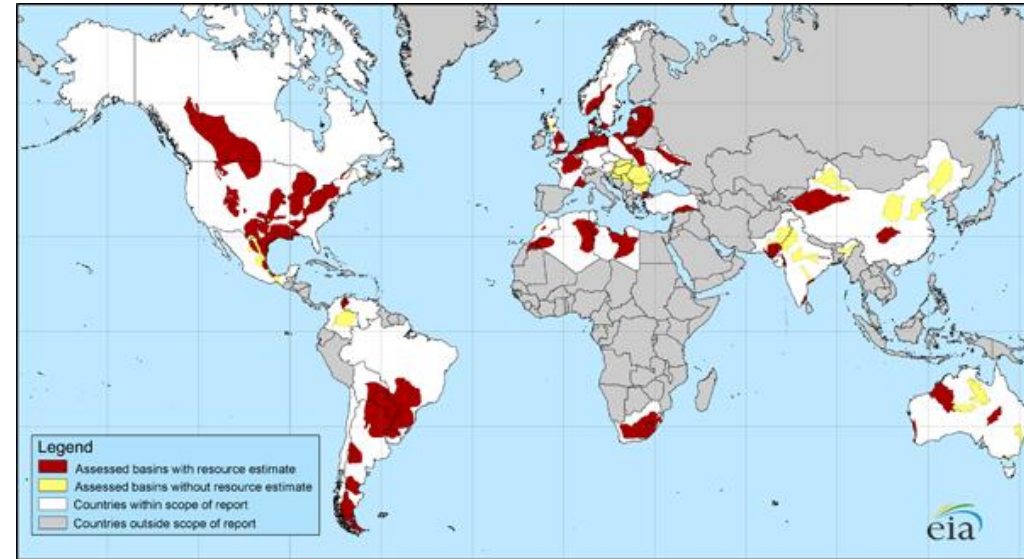 Legend
Assessed basins with resource estimate
Assessed basins without resource estimate
Countries within scope of report
Countries outside scope of report
eia